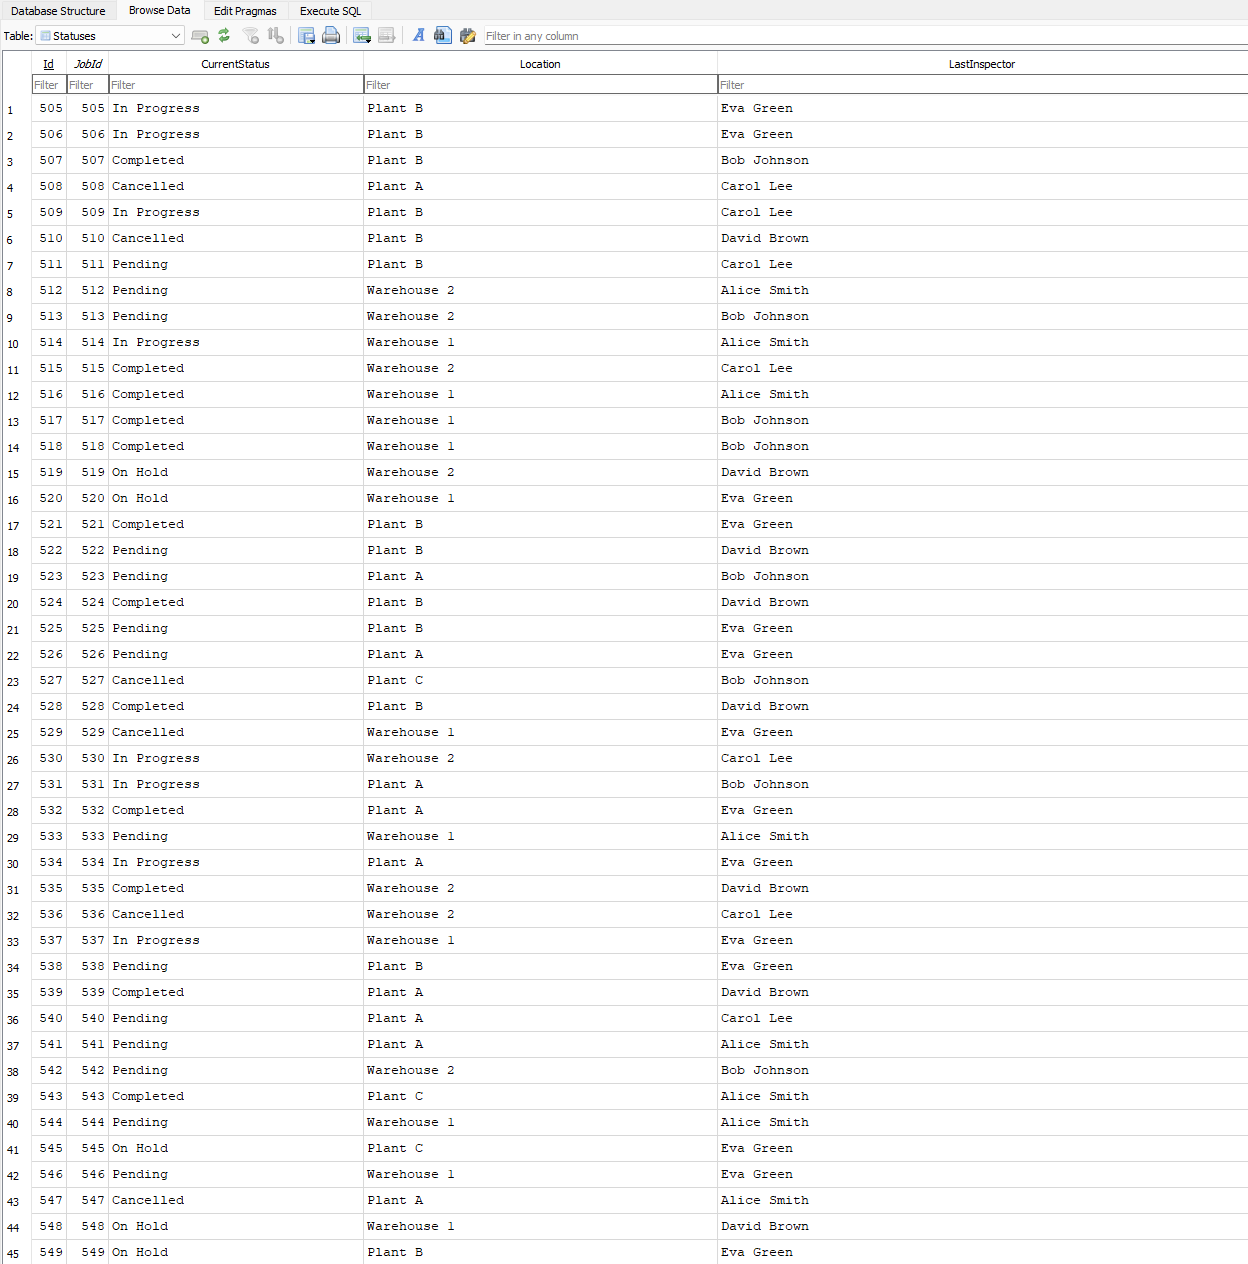 Database Structure Browse Data Edit Pragmas Execute SQL
Table: Statuses Filter in any column
Id JobId CurrentStatus Location LastInspector
Filter Filter Filter Filter Filter
1 505 505 In Progress Plant B Eva Green
2 506 506 In Progress Plant B Eva Green
3 507 507 Completed Plant B Bob Johnson
4 508 508 Cancelled Plant A Carol Lee
5 509 509 In Progress Plant B Carol Lee
6 510 510 Cancelled Plant B David Brown
7 511 511 Pending Plant B Carol Lee
8 512 512 Pending Warehouse 2 Alice Smith
9 513 513 Pending Warehouse 2 Bob Johnson
10 514 514 In Progress Warehouse 1 Alice Smith
11 515 515 Completed Warehouse 2 Carol Lee
12 516 516 Completed Warehouse 1 Alice Smith
13 517 517 Completed Warehouse 1 Bob Johnson
14 518 518 Completed Warehouse 1 Bob Johnson
15 519 519 On Hold Warehouse 2 David Brown
16 520 520 On Hold Warehouse 1 Eva Green
17 521 521 Completed Plant B Eva Green
18 522 522 Pending Plant B David Brown
19 523 523 Pending Plant A Bob Johnson
20 524 524 Completed Plant B David Brown
21 525 525 Pending Plant B Eva Green
22 526 526 Pending Plant A Eva Green
23 527 527 Cancelled Plant C Bob Johnson
24 528 528 Completed Plant B David Brown
25 529 529 Cancelled Warehouse 1 Eva Green
26 530 530 In Progress Warehouse 2 Carol Lee
27 531 531 In Progress Plant A Bob Johnson
28 532 532 Completed Plant A Eva Green
29 533 533 Pending Warehouse 1 Alice Smith
30 534 534 In Progress Plant A Eva Green
31 535 535 Completed Warehouse 2 David Brown
32 536 536 Cancelled Warehouse 2 Carol Lee
33 537 537 In Progress Warehouse 1 Eva Green
34 538 538 Pending Plant B Eva Green
35 539 539 Completed Plant A David Brown
36 540 540 Pending Plant A Carol Lee
37 541 541 Pending Plant A Alice Smith
38 542 542 Pending Warehouse 2 Bob Johnson
39 543 543 Completed Plant C Alice Smith
40 544 544 Pending Warehouse 1 Alice Smith
41 545 545 On Hold Plant C Eva Green
42 546 546 Pending Warehouse 1 Eva Green
43 547 547 Cancelled Plant A Alice Smith
44 548 548 On Hold Warehouse 1 David Brown
45 549 549 On Hold Plant B Eva Green